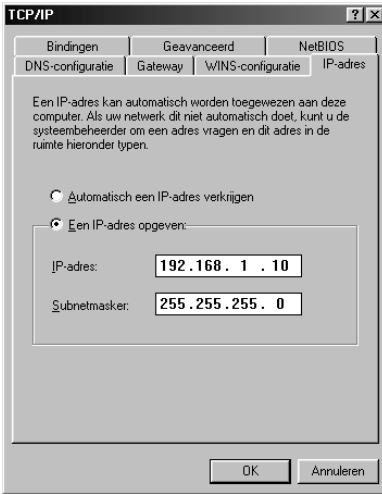 TCP/IP
Bindingen Geavanceerd NetBIOS
DNS-configuratie Gateway WINS-configuratie IP-adres
Een IP-adres kan automatisch worden toegewezen aan deze
computer. Als uw netwerk dit niet automatisch doet, kunt u de
systeembeheerder om een adres vragen en dit adres in de
ruimte hieronder typen.
Automatisch een IP-adres verkrijgen
Een IP-adres opgeven:
IP-adres: 192.168. 1 .10
Subnetmasker: 255.255.255. 0
OK Annuleren